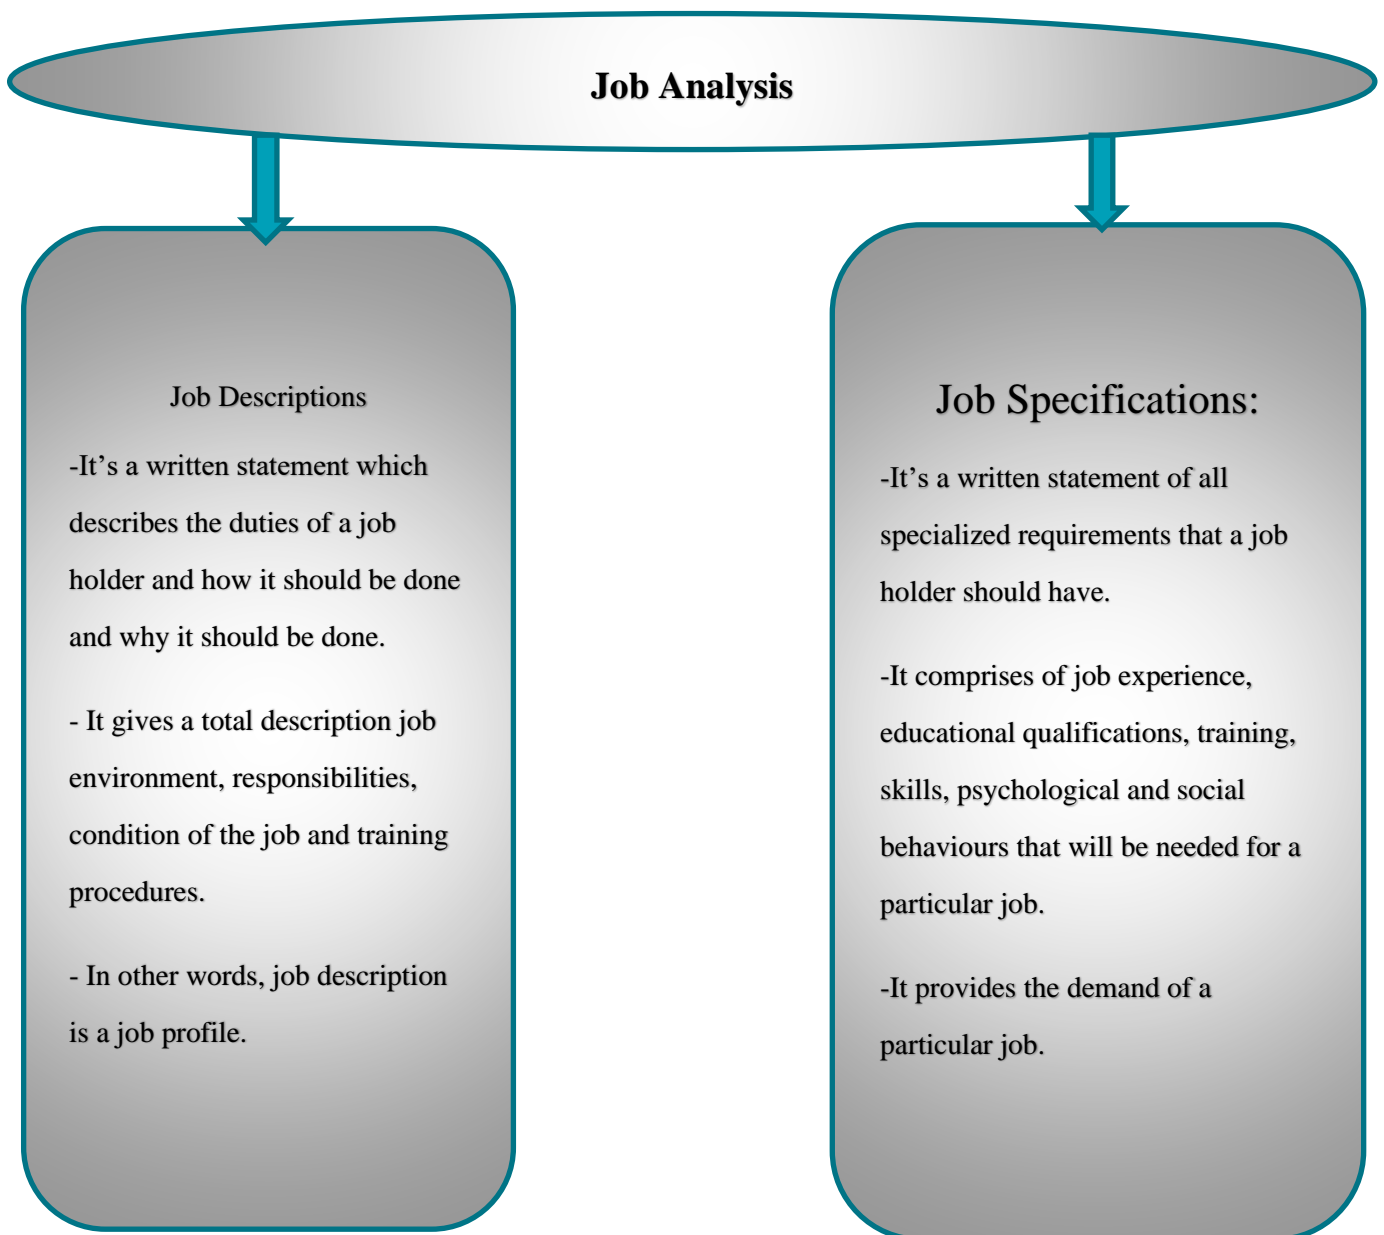 Job Analysis
Job Descriptions
-It’s a written statement which
describes the duties of a job
holder and how it should be done
and why it should be done.
- It gives a total description job
environment, responsibilities,
condition of the job and training
procedures.
- In other words, job description
is a job profile.
Job Specifications:
-It’s a written statement of all
specialized requirements that a job
holder should have.
-It comprises of job experience,
educational qualifications, training,
skills, psychological and social
behaviours that will be needed for a
particular job.
-It provides the demand of a
particular job.